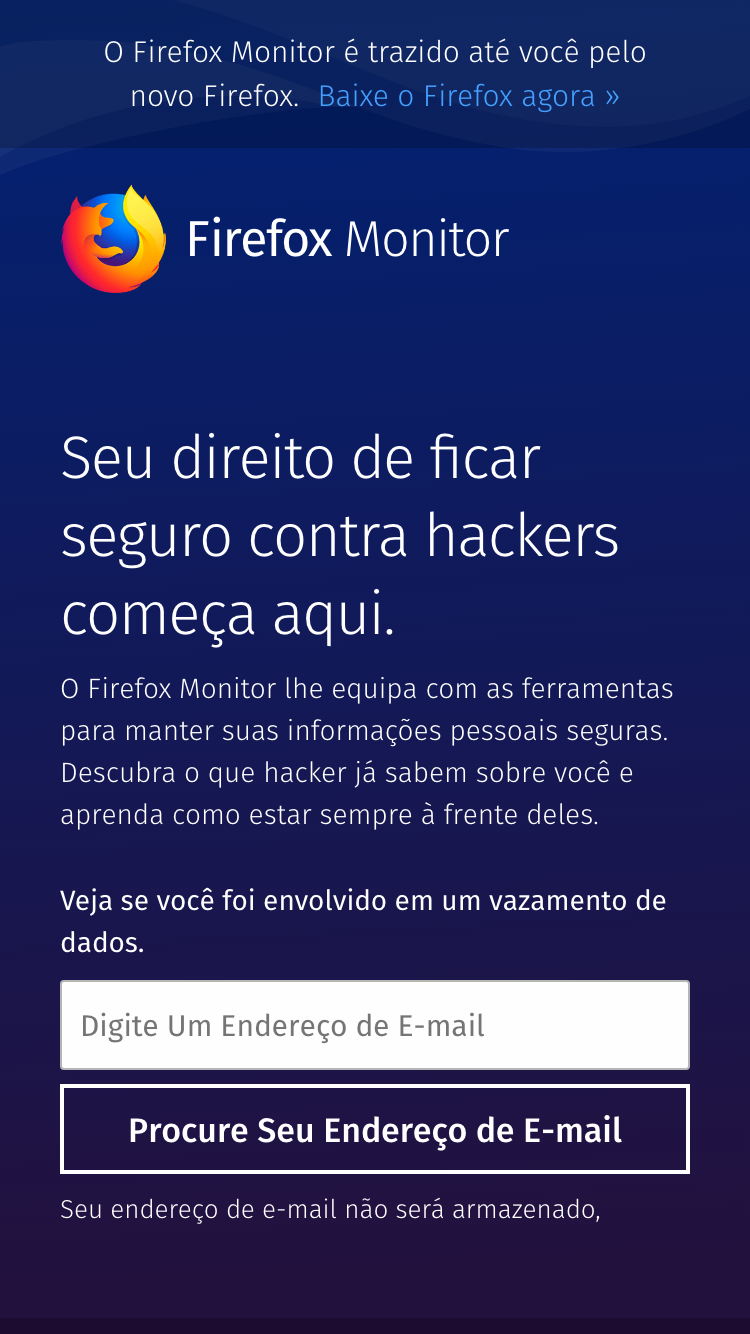 O Firefox Monitor é trazido até você pelo
novo Firefox. Baixe o Firefox agora »
Firefox Monitor
Seu direito de ficar
seguro contra hackers
começa aqui.
O Firefox Monitor lhe equipa com as ferramentas
para manter suas informações pessoais seguras.
Descubra o que hacker já sabem sobre você e
aprenda como estar sempre à frente deles.
Veja se você foi envolvido em um vazamento de
dados.
Digite Um Endereço de E-mail
Procure Seu Endereço de E-mail
Seu endereço de e-mail não será armazenado,